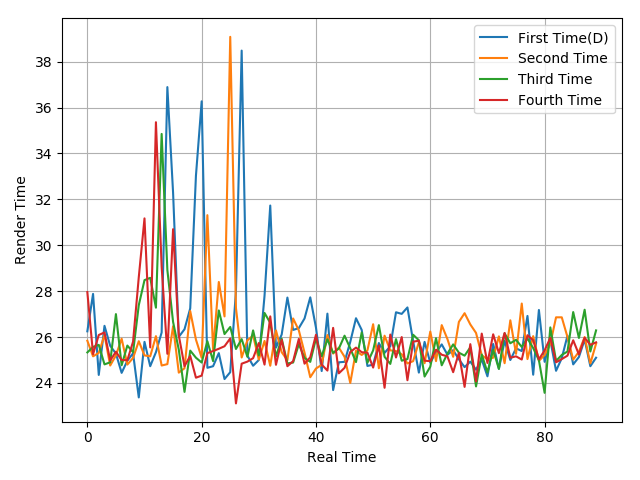 First Time(D)
Second Time
Third Time
Fourth Time
38
36
34
32
30
28
26
24
Render Time
0 20 40 60 80
Real Time